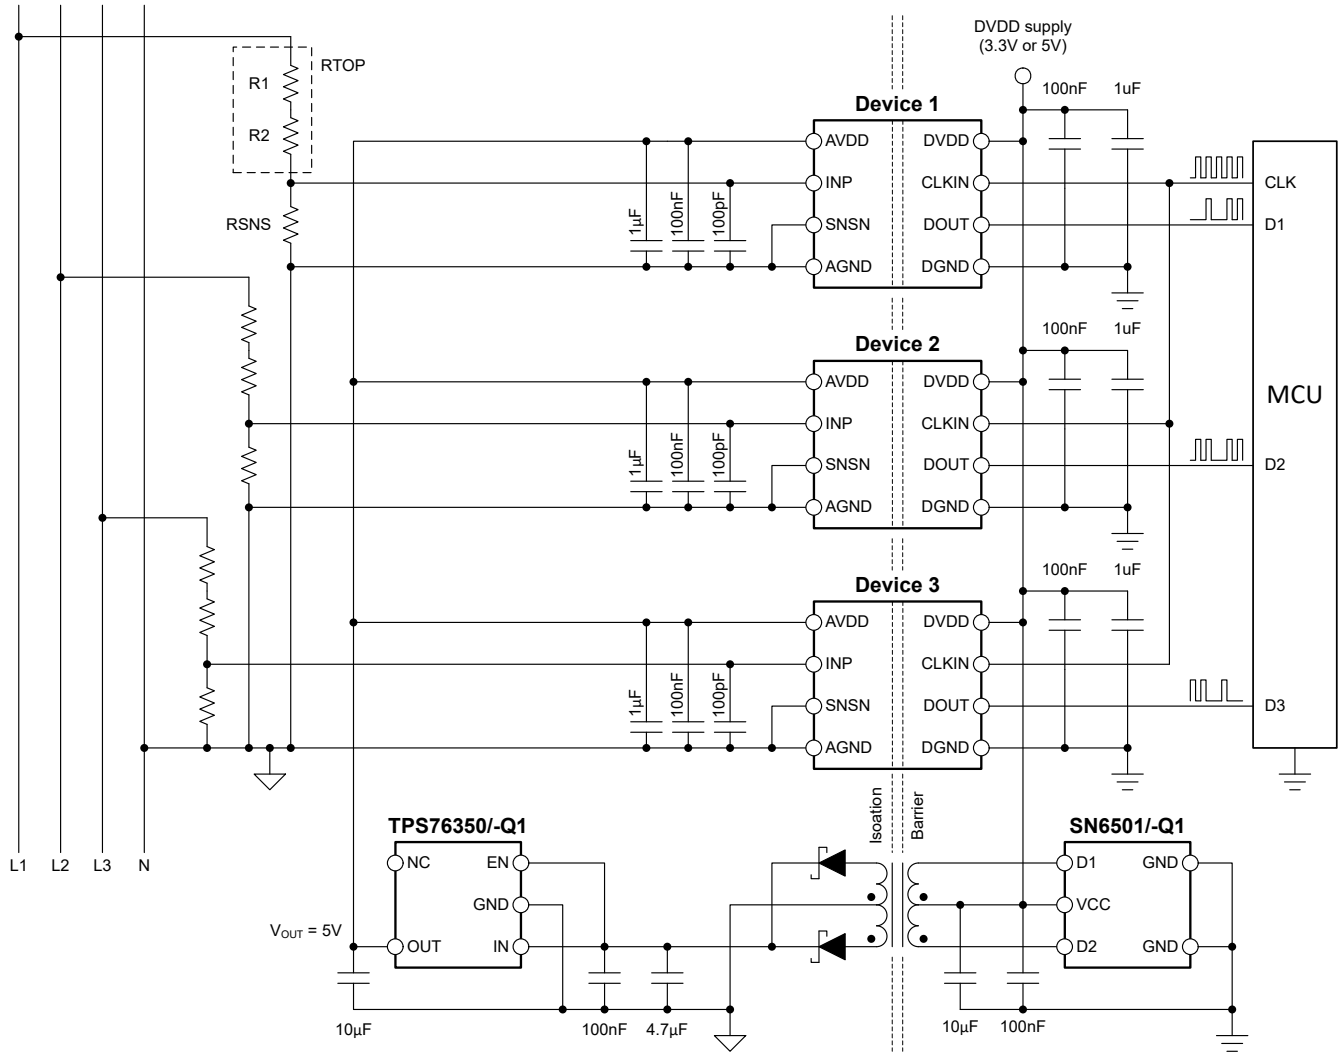 DVDD supply
(3.3V or 5V)
RTOP
R1
R2
RSNS
Device 1
100nF
1uF
AVDD
DVDD
INP
CLKIN
CLK
SNSN
DOUT
D1
AGND
DGND
1µF
100nF
100pF
Device 2
100nF
1uF
AVDD
DVDD
MCU
INP
CLKIN
SNSN
DOUT
D2
AGND
DGND
1µF
100nF
100pF
Device 3
100nF
1uF
AVDD
DVDD
INP
CLKIN
SNSN
DOUT
D3
AGND
DGND
1µF
100nF
100pF
Isoation
Barrier
L1
L2
L3
N
TPS76350/-Q1
NC
EN
GND
OUT
IN
VOUT = 5V
10µF
100nF
4.7µF
SN6501/-Q1
D1
GND
VCC
D2
GND
10µF
100nF